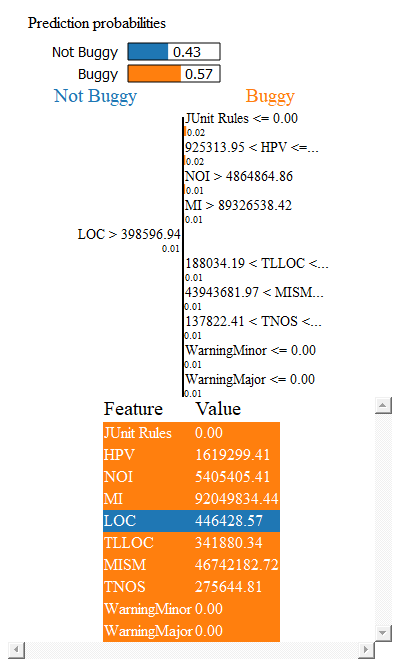 Prediction probabilities
Not Buggy 0.43
Buggy 0.57
Not Buggy Buggy
JUnit Rules <= 0.00
0.02
925313.95 < HPV <=...
0.02
NOI > 4864864.86
0.01
MI > 89326538.42
0.01
LOC > 398596.94
0.01
188034.19 < TLLOC <...
0.01
43943681.97 < MISM...
0.01
137822.41 < TNOS <...
0.01
WarningMinor <= 0.00
0.01
WarningMajor <= 0.00
0.01
Feature Value
JUnit Rules 0.00
HPV 1619299.41
NOI 5405405.41
MI 92049834.44
LOC 446428.57
TLLOC 341880.34
MISM 46742182.72
TNOS 275644.81
WarningMinor 0.00
WarningMajor 0.00